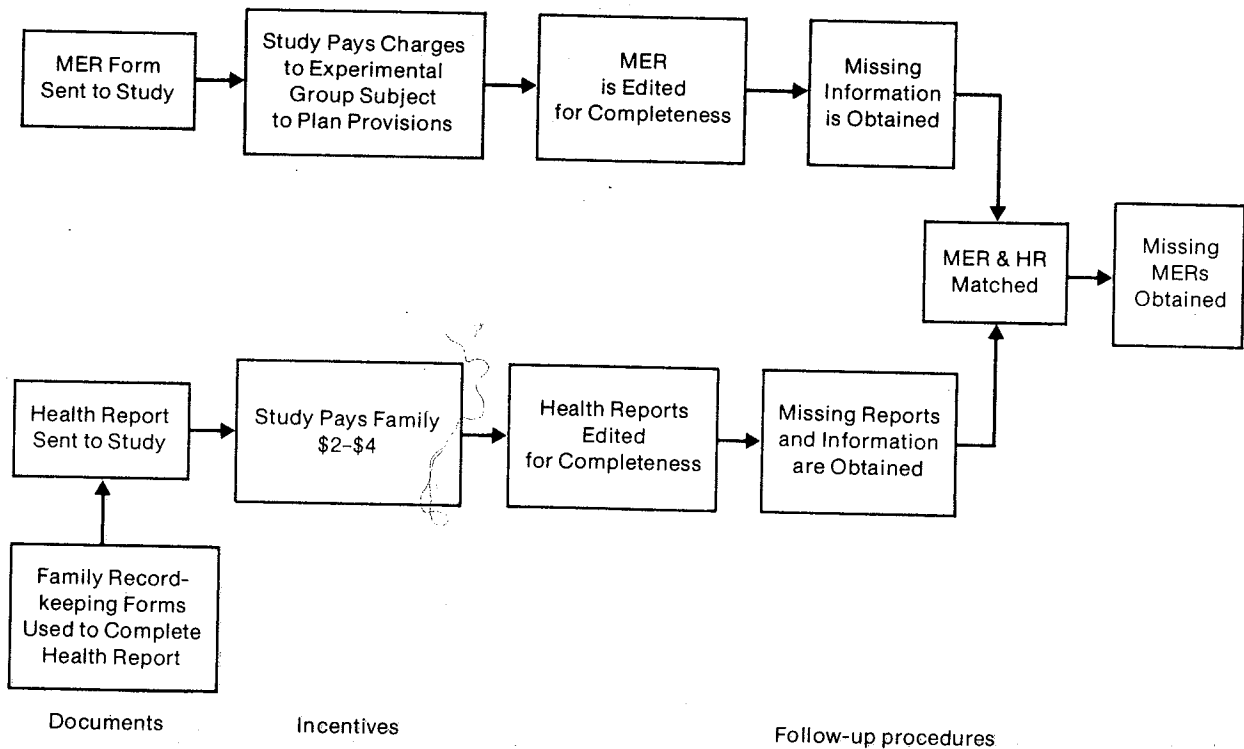 MER Form
Sent to Study
Study Pays Charges
to Experimental
Group Subject
to Plan Provisions
MER
is Edited
for Completeness
Missing
Information
is Obtained
MER & HR
Matched
Missing
MERs
Obtained
Health Report
Sent to Study
Study Pays Family
$2–$4
Health Reports
Edited
for Completeness
Missing Reports
and Information
are Obtained
Family Record-
keeping Forms
Used to Complete
Health Report
Documents
Incentives
Follow-up procedures